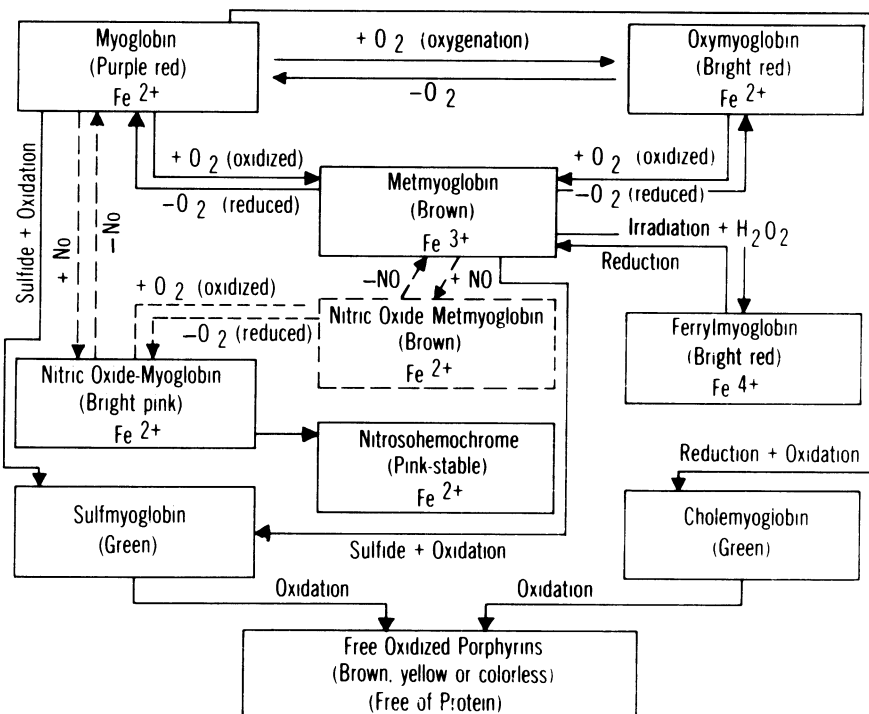 Myoglobin
(Purple red)
Fe 2+
+ O 2 (oxygenation)
−O 2
Oxymyoglobin
(Bright red)
Fe 2+
Sulfide + Oxidation
+ No
−No
+ O 2 (oxidized)
−O 2 (reduced)
Metmyoglobin
(Brown)
Fe 3+
+ O 2 (oxidized)
−O 2 (reduced)
Irradiation + H2O2
Reduction
−NO
+ NO
+ O 2 (oxidized)
−O 2 (reduced)
Nitric Oxide Metmyoglobin
(Brown)
Fe 2+
Ferrylmyoglobin
(Bright red)
Fe 4+
Nitric Oxide-Myoglobin
(Bright pink)
Fe 2+
Nitrosohemochrome
(Pink-stable)
Fe 2+
Reduction + Oxidation
Sulfmyoglobin
(Green)
Sulfide + Oxidation
Cholemyoglobin
(Green)
Oxidation
Oxidation
Free Oxidized Porphyrins
(Brown, yellow or colorless)
(Free of Protein)